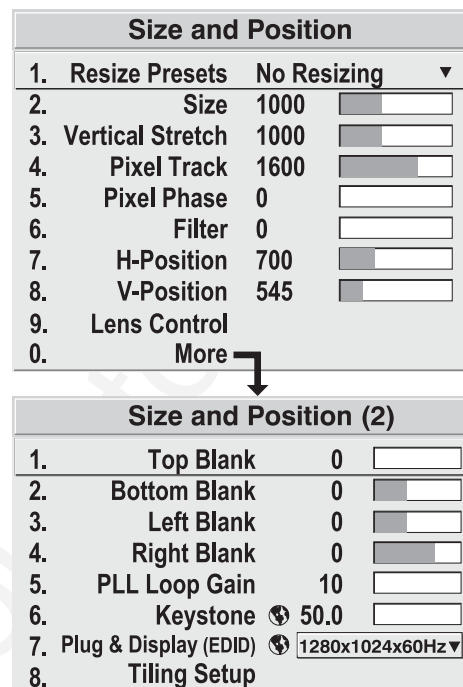 Size and Position
1. Resize Presets No Resizing ▼
2. Size 1000
3. Vertical Stretch 1000
4. Pixel Track 1600
5. Pixel Phase 0
6. Filter 0
7. H-Position 700
8. V-Position 545
9. Lens Control
0. More
Size and Position (2)
1. Top Blank 0
2. Bottom Blank 0
3. Left Blank 0
4. Right Blank 0
5. PLL Loop Gain 10
6. Keystone 50.0
7. Plug & Display (EDID) 1280x1024x60Hz▼
8. Tiling Setup